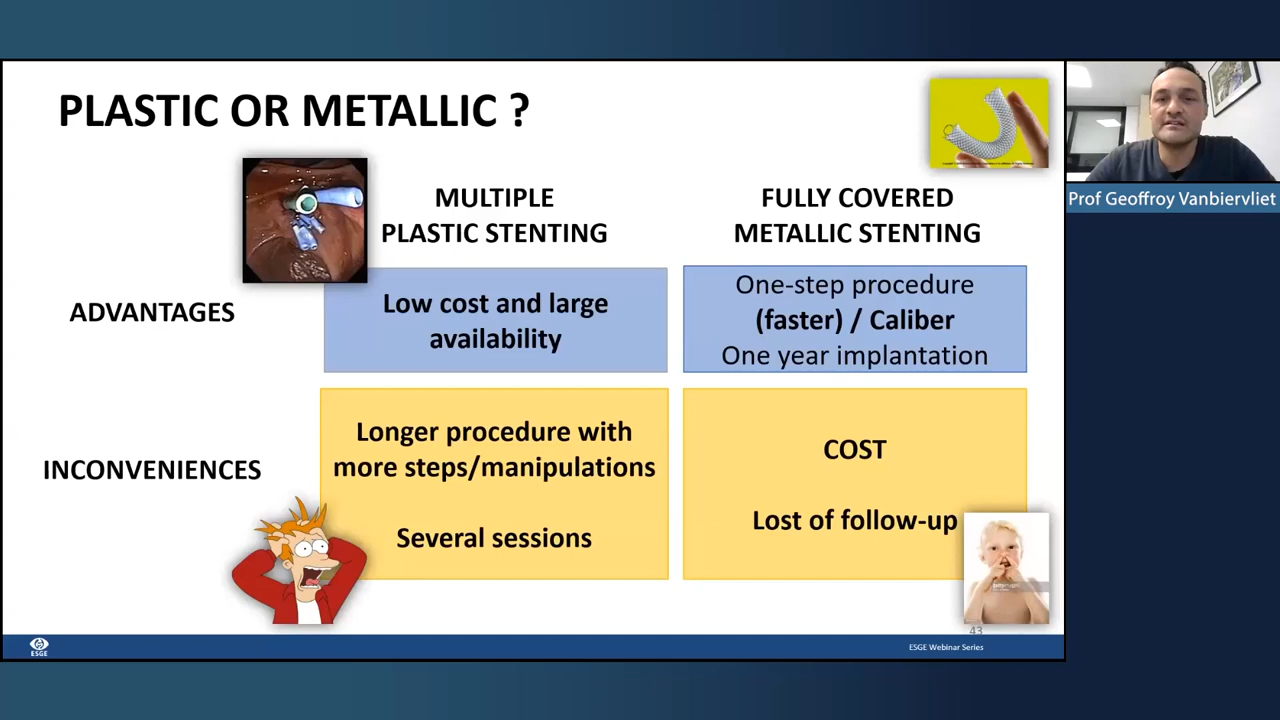 PLASTIC OR METALLIC ?
Prof Geoffroy Vanbiervliet
MULTIPLE
PLASTIC STENTING
FULLY COVERED
METALLIC STENTING
ADVANTAGES
Low cost and large
availability
One-step procedure
(faster) / Caliber
One year implantation
INCONVENIENCES
Longer procedure with
more steps/manipulations
Several sessions
COST
Lost of follow-up
43
ESGE
ESGE Webinar Series